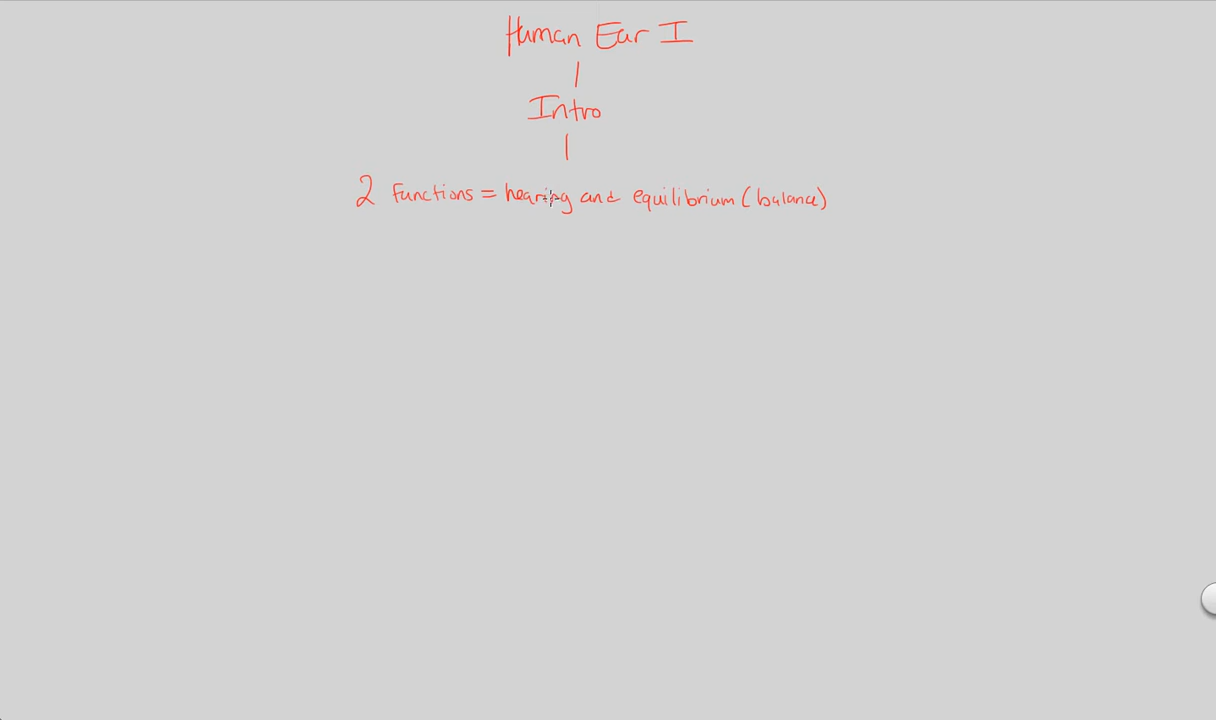 Human Ear I
Intro
2 functions = hearing and equilibrium (balance)